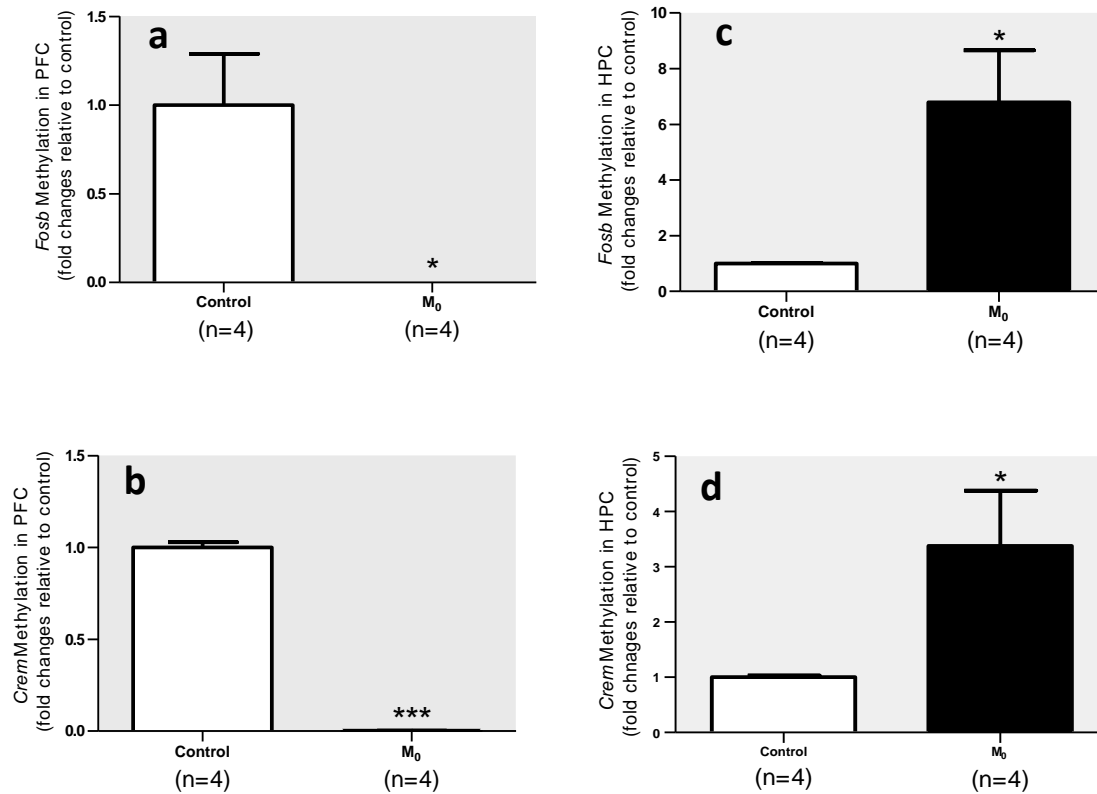 a
Fosb Methylation in PFC
(fold changes relative to control)
1.5
1.0
0.5
0.0
*
Control
M0
(n=4)
(n=4)
c
Fosb Methylation in HPC
(fold changes relative to control)
10
8
6
4
2
0
*
Control
M0
(n=4)
(n=4)
b
Crem Methylation in PFC
(fold changes relative to control)
1.5
1.0
0.5
0.0
***
Control
M0
(n=4)
(n=4)
d
Crem Methylation in HPC
(fold chnages relative to control)
5
4
3
2
1
0
*
Control
M0
(n=4)
(n=4)